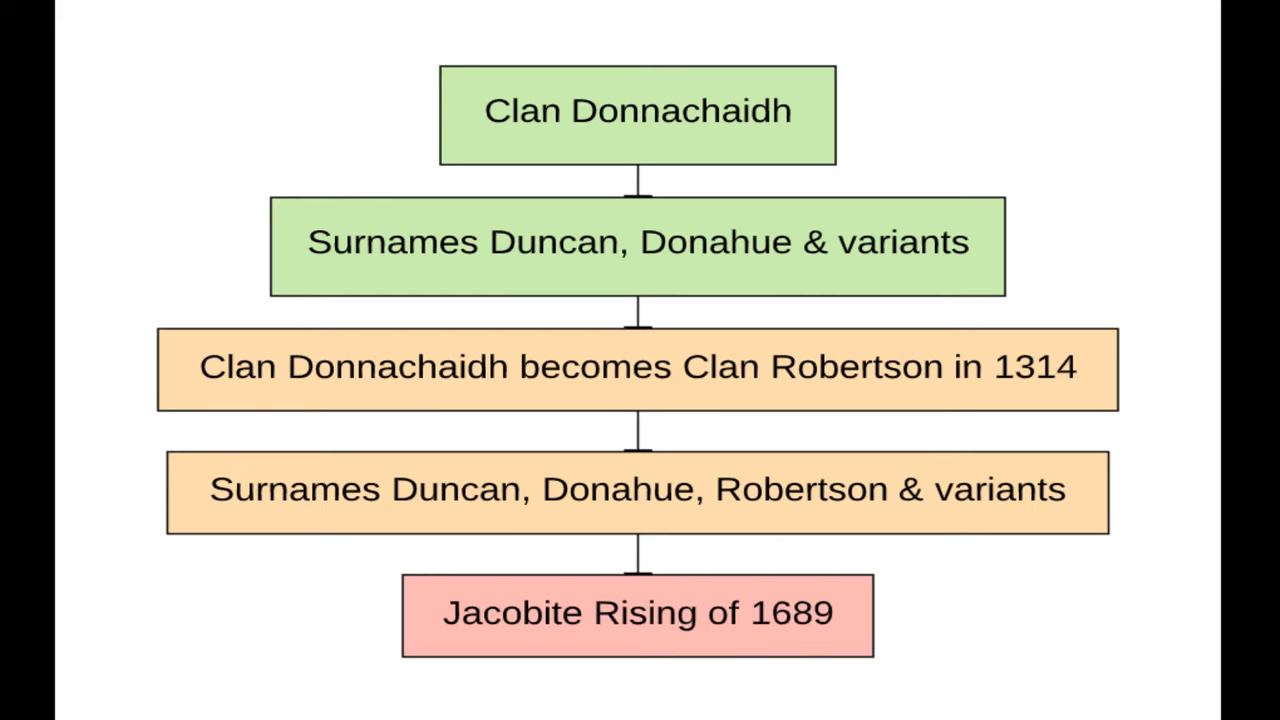 Clan Donnachaidh
Surnames Duncan, Donahue & variants
Clan Donnachaidh becomes Clan Robertson in 1314
Surnames Duncan, Donahue, Robertson & variants
Jacobite Rising of 1689